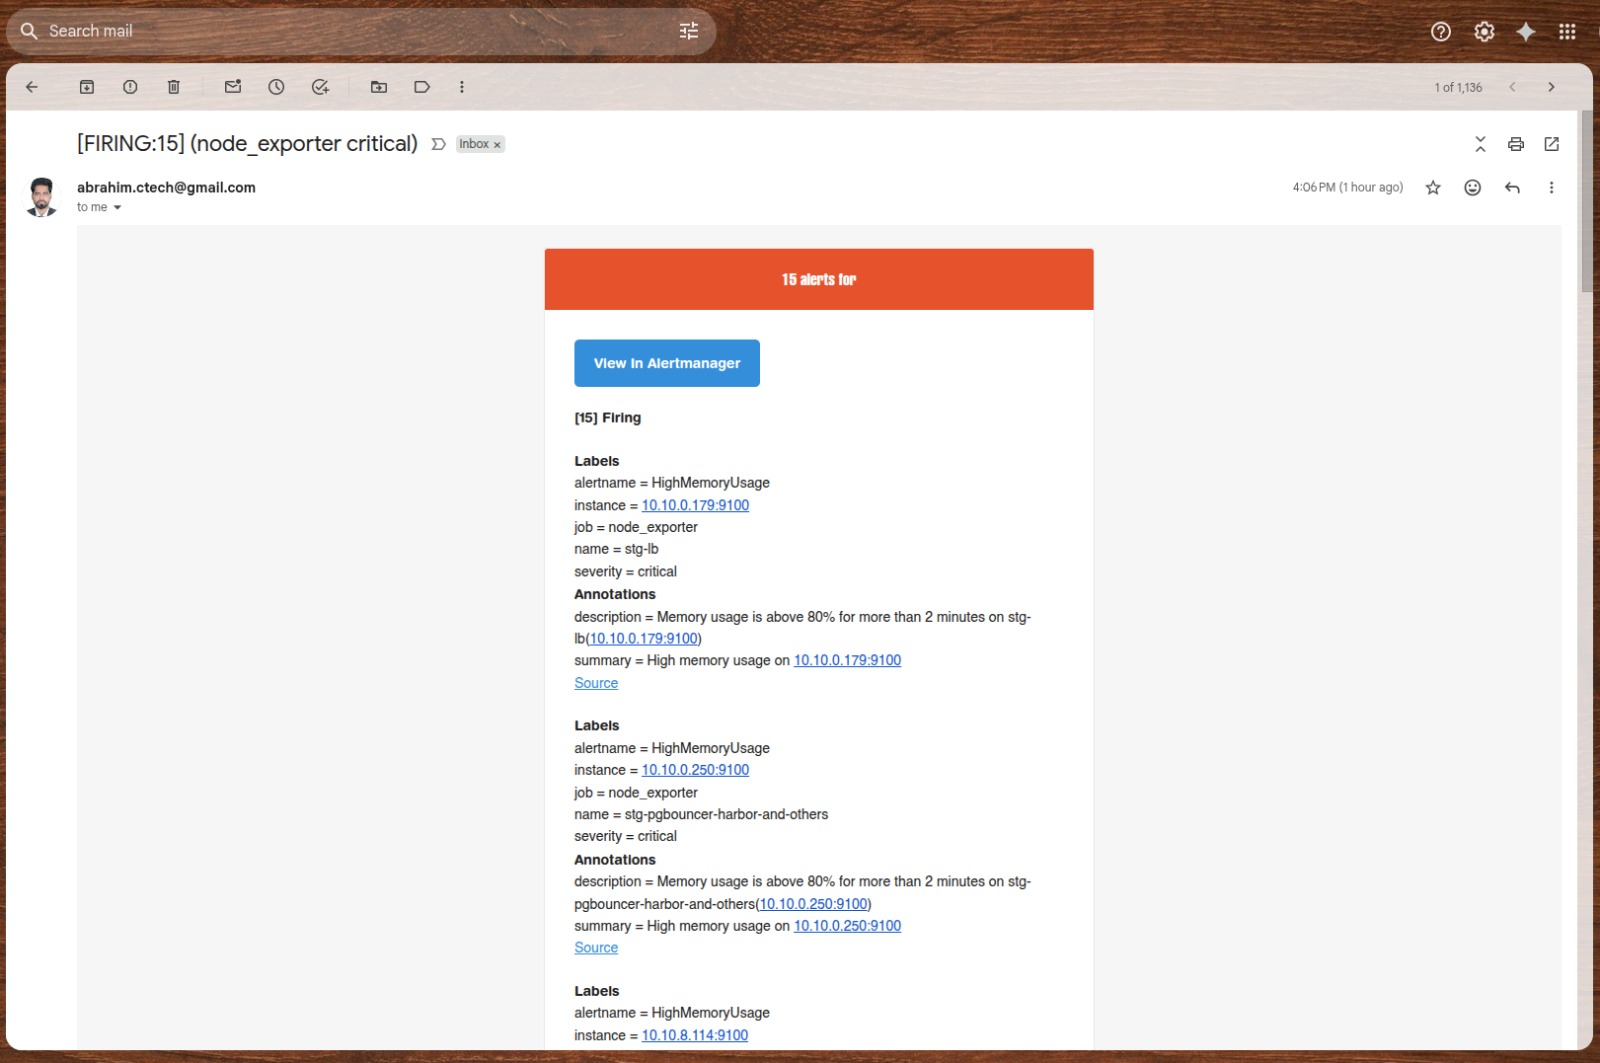 Search mail
1 of 1,136
[FIRING:15] (node_exporter critical)
Inbox ×
abrahim.ctech@gmail.com
4:06 PM (1 hour ago)
to me
15 alerts for
View In Alertmanager
[15] Firing
Labels
alertname = HighMemoryUsage
instance = 10.10.0.179:9100
job = node_exporter
name = stg-lb
severity = critical
Annotations
description = Memory usage is above 80% for more than 2 minutes on stg-
lb(10.10.0.179:9100)
summary = High memory usage on 10.10.0.179:9100
Source
Labels
alertname = HighMemoryUsage
instance = 10.10.0.250:9100
job = node_exporter
name = stg-pgbouncer-harbor-and-others
severity = critical
Annotations
description = Memory usage is above 80% for more than 2 minutes on stg-
pgbouncer-harbor-and-others(10.10.0.250:9100)
summary = High memory usage on 10.10.0.250:9100
Source
Labels
alertname = HighMemoryUsage
instance = 10.10.8.114:9100